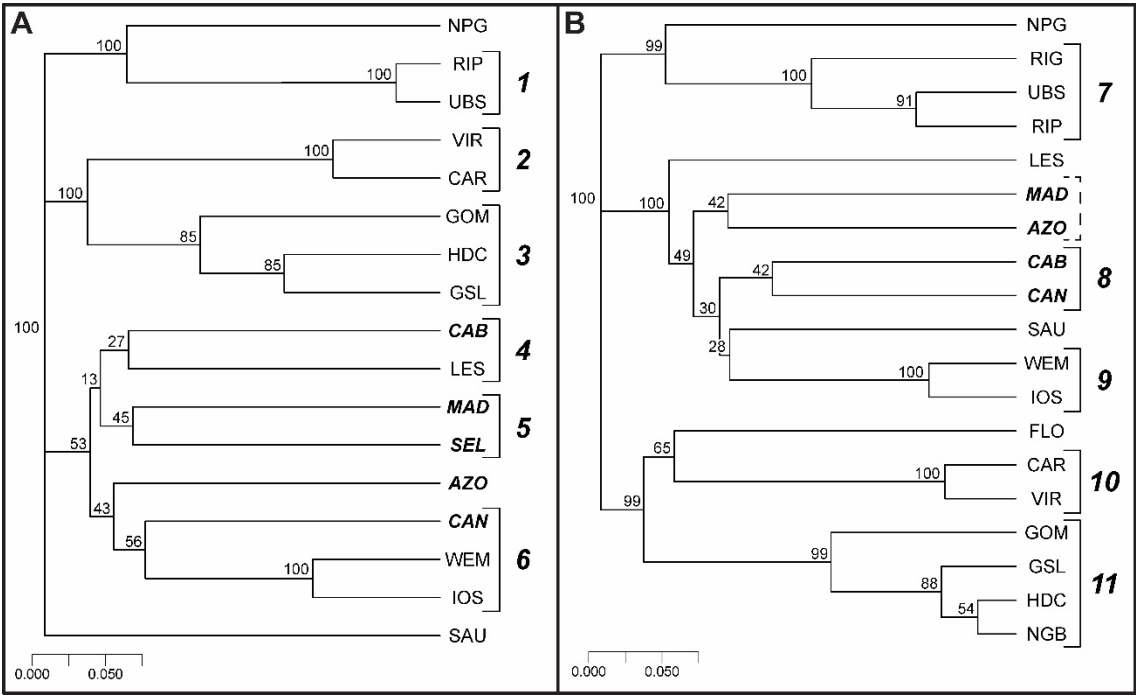 A
NPG
100
RIP
100
1
UBS
VIR
100
2
CAR
100
GOM
85
HDC
3
85
GSL
CAB
27
4
LES
100
13
MAD
45
5
SEL
53
AZO
43
CAN
56
WEM
6
100
IOS
SAU
0.000 0.050
B
NPG
99
RIG
100
7
UBS
91
RIP
LES
100
MAD
100
42
AZO
49
CAB
42
8
CAN
30
SAU
28
WEM
100
9
IOS
FLO
65
CAR
100
10
VIR
99
GOM
99
GSL
88
11
HDC
54
NGB
0.000 0.050